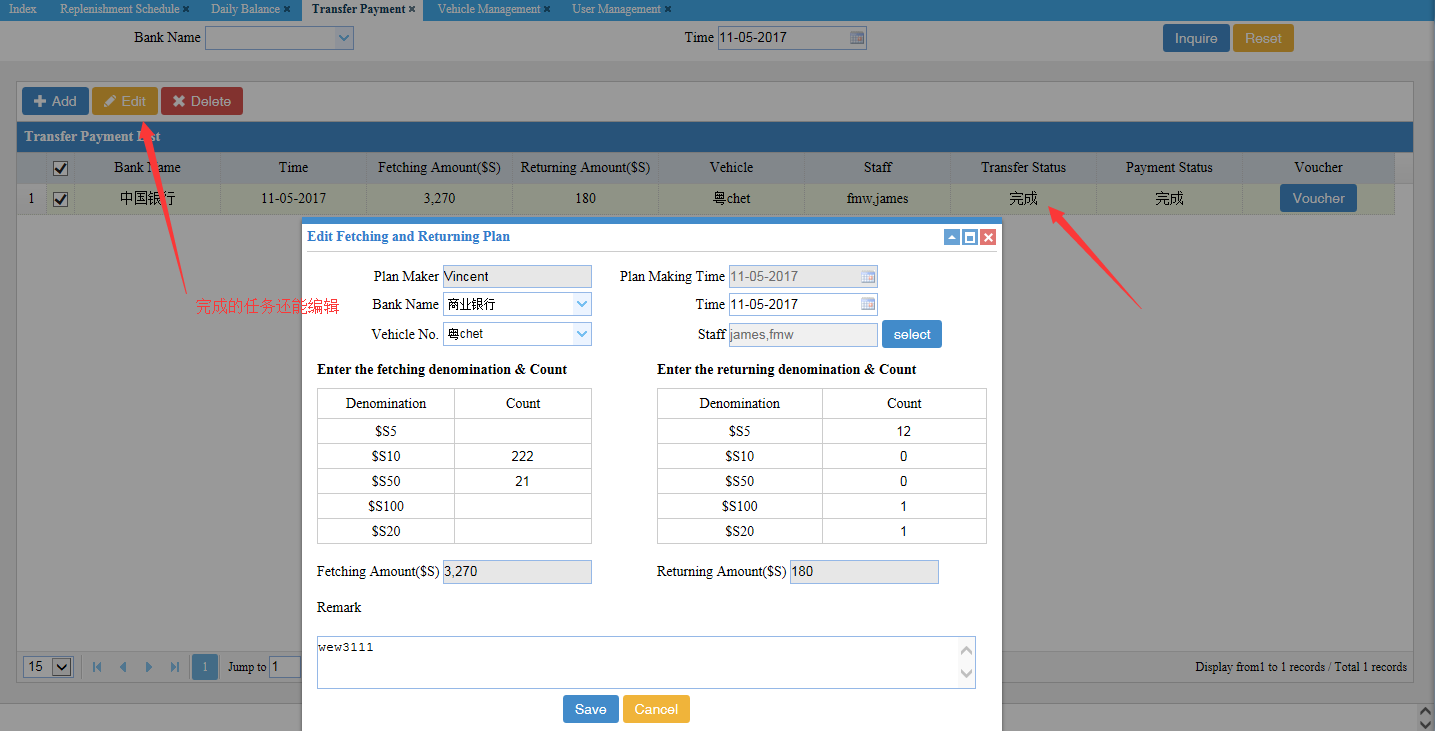 Index Replenishment Schedule Daily Balance Transfer Payment Vehicle Management User Management
Bank Name Time 11-05-2017 Inquire Reset
Add Edit Delete
Transfer Payment List
Bank Name Time Fetching Amount($S) Returning Amount($S) Vehicle Staff Transfer Status Payment Status Voucher
1 中国银行 11-05-2017 3,270 180 粤chet fmw,james 完成 完成 Voucher
完成的任务还能编辑
Edit Fetching and Returning Plan
Plan Maker Vincent Plan Making Time 11-05-2017
Bank Name 商业银行 Time 11-05-2017
Vehicle No. 粤chet Staff james,fmw select
Enter the fetching denomination & Count Enter the returning denomination & Count
Denomination Count Denomination Count
$S5 $S5 12
$S10 222 $S10 0
$S50 21 $S50 0
$S100 $S100 1
$S20 $S20 1
Fetching Amount($S) 3,270 Returning Amount($S) 180
Remark
wew3111
Save Cancel
15 1 Jump to 1 Display from1 to 1 records / Total 1 records